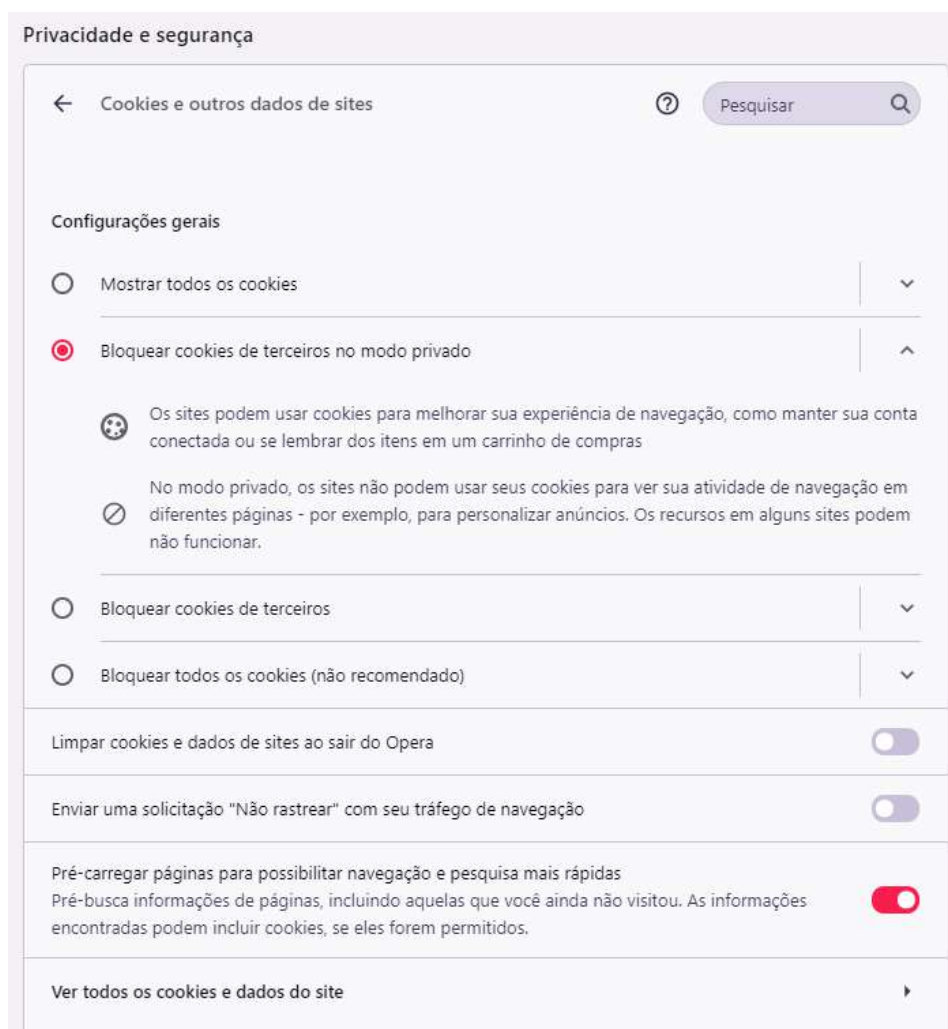 Privacidade e segurança
Cookies e outros dados de sites
Pesquisar
Configurações gerais
Mostrar todos os cookies
Bloquear cookies de terceiros no modo privado
Os sites podem usar cookies para melhorar sua experiência de navegação, como manter sua conta
conectada ou se lembrar dos itens em um carrinho de compras
No modo privado, os sites não podem usar seus cookies para ver sua atividade de navegação em
diferentes páginas - por exemplo, para personalizar anúncios. Os recursos em alguns sites podem
não funcionar.
Bloquear cookies de terceiros
Bloquear todos os cookies (não recomendado)
Limpar cookies e dados de sites ao sair do Opera
Enviar uma solicitação "Não rastrear" com seu tráfego de navegação
Pré-carregar páginas para possibilitar navegação e pesquisa mais rápidas
Pré-busca informações de páginas, incluindo aquelas que você ainda não visitou. As informações
encontradas podem incluir cookies, se eles forem permitidos.
Ver todos os cookies e dados do site